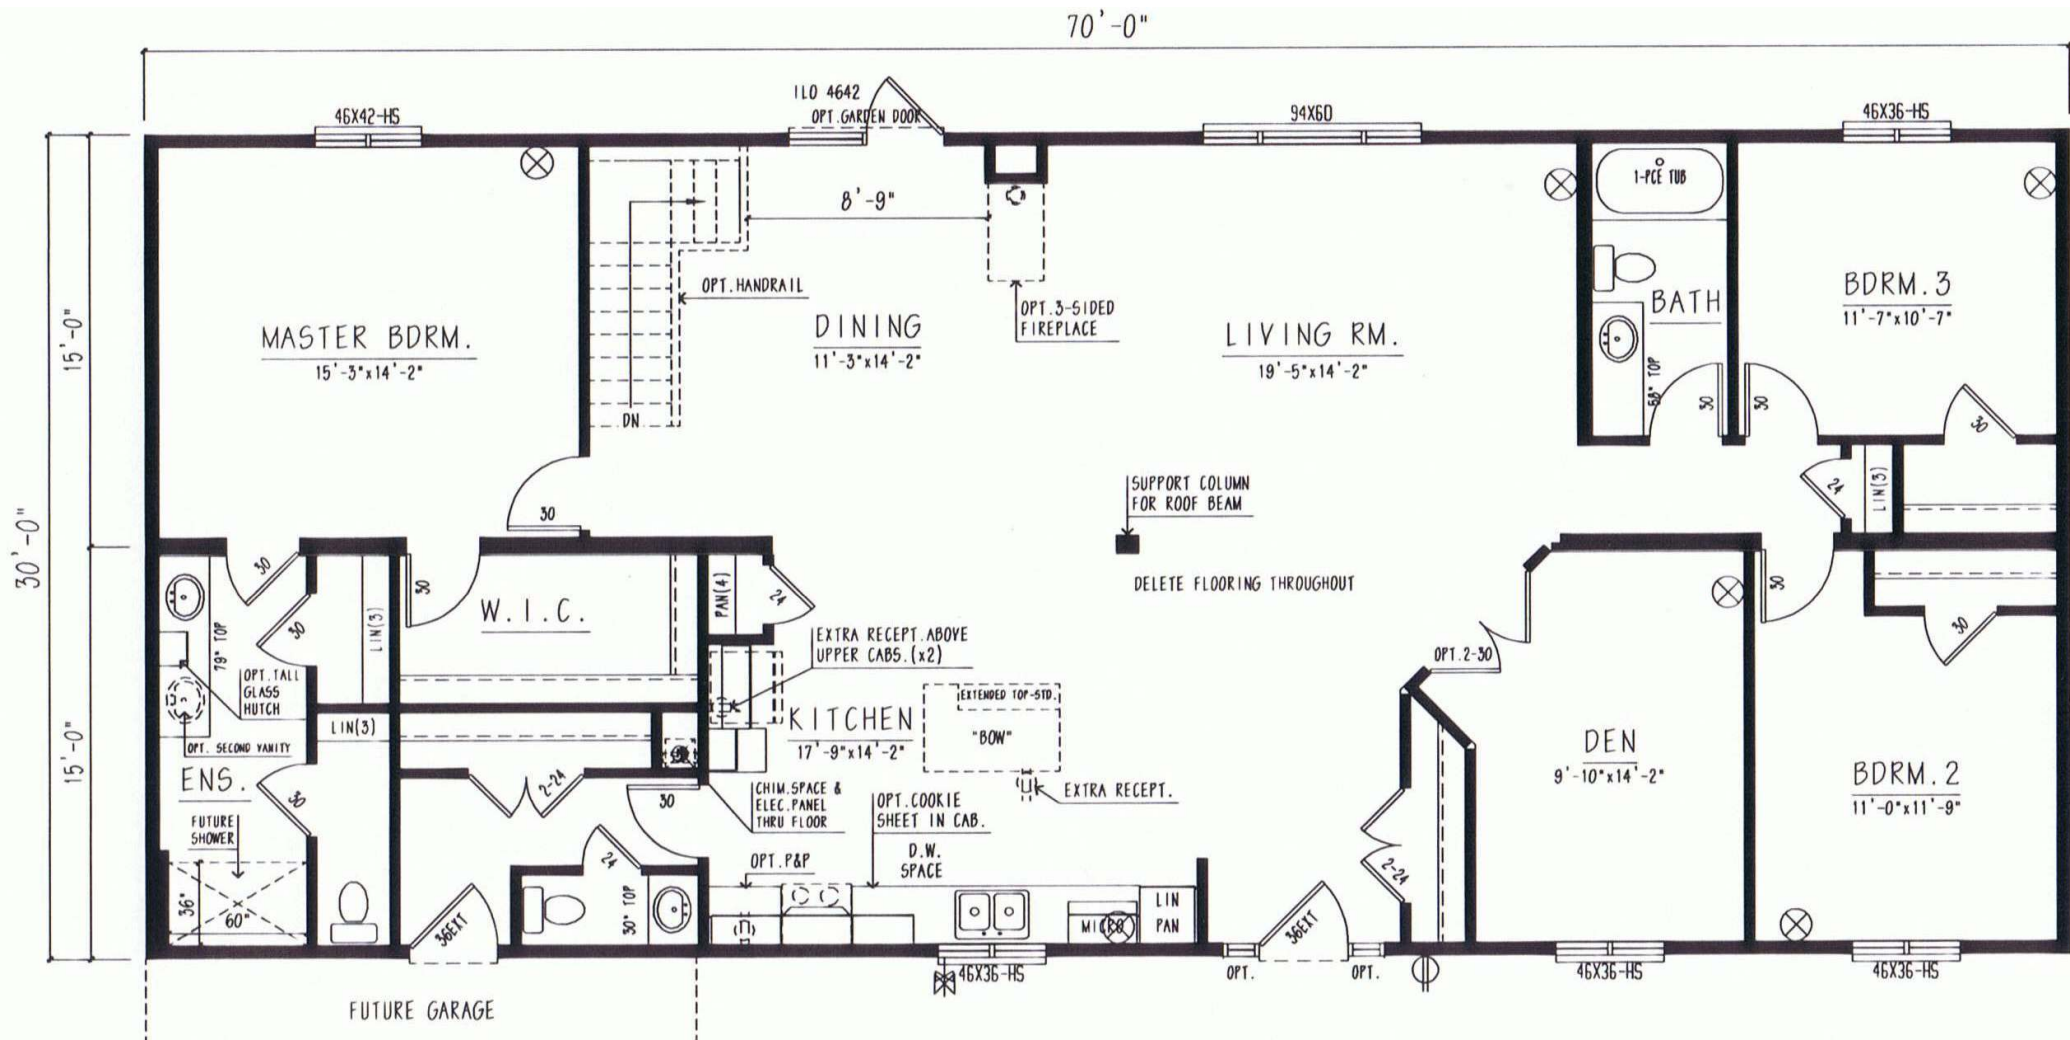 70'-0"
ILO 4642
46X42-HS
OPT.GARDEN DOOR
94X60
46X36-HS
1-PCE TUB
8'-9"
OPT.HANDRAIL
BDRM.3
11'-7"x10'-7"
BATH
OPT.3-SIDED
FIREPLACE
DINING
11'-3"x14'-2"
LIVING RM.
19'-5"x14'-2"
MASTER BDRM.
15'-3"x14'-2"
15'-0"
30'-0"
DN
30
30
30
LIN(3)
24
SUPPORT COLUMN
FOR ROOF BEAM
30
30
DELETE FLOORING THROUGHOUT
30
30
W.I.C.
PAN(4)
24
30
LIN(3)
79" TOP
30
EXTRA RECEPT.ABOVE
UPPER CABS.(x2)
OPT.2-30
OPT.TALL
GLASS
HUTCH
EXTENDED TOP-STD.
KITCHEN
17'-9"x14'-2"
"BOW"
LIN(3)
OPT. SECOND VANITY
15'-0"
DEN
9'-10"x14'-2"
BDRM.2
11'-0"x11'-9"
ENS.
30
2-24
30
CHIM.SPACE &
ELEC.PANEL
THRU FLOOR
OPT.COOKIE
SHEET IN CAB.
EXTRA RECEPT.
FUTURE
SHOWER
24
OPT.P&P
D.W.
SPACE
2-24
36"
60"
36EXT
30" TOP
MICRO
LIN
PAN
36EXT
46X36-HS
OPT.
OPT.
46X36-HS
46X36-HS
FUTURE GARAGE